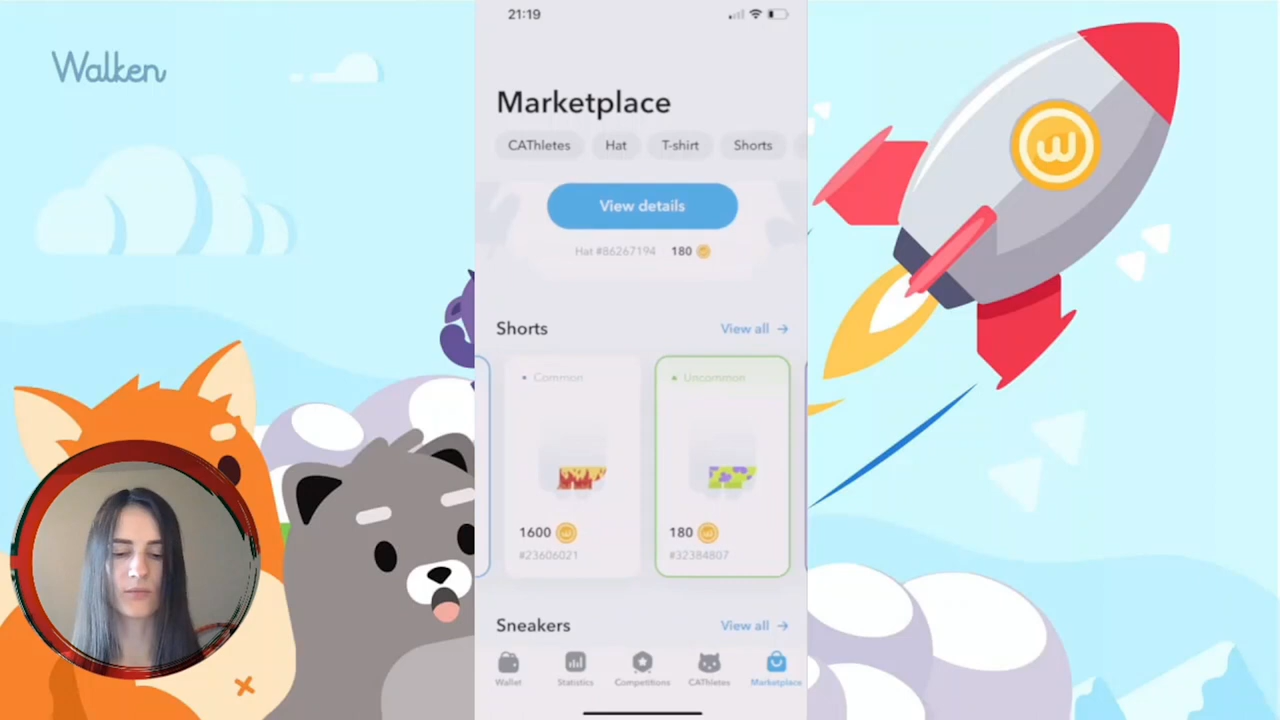 Walken
21:19
Marketplace
CAThletes Hat T-shirt Shorts
View details
Hat #86267194 180
Shorts
View all →
Common
Uncommon
1600
#23606021
180
#32384807
Sneakers
View all →
Wallet Statistics Competitions CAThletes Marketplace